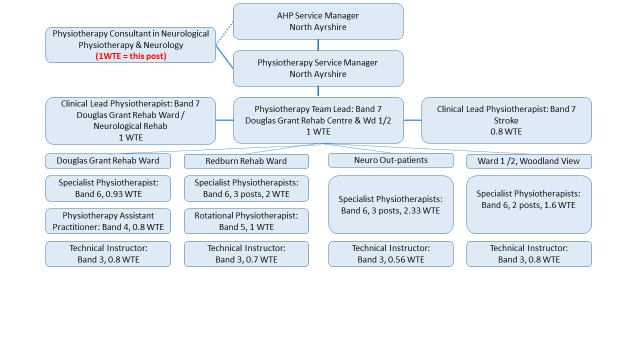 AHP Service Manager
North Ayrshire
Physiotherapy Consultant in Neurological
Physiotherapy & Neurology
(1WTE = this post)
Physiotherapy Service Manager
North Ayrshire
Clinical Lead Physiotherapist: Band 7
Douglas Grant Rehab Ward /
Neurological Rehab
1 WTE
Physiotherapy Team Lead: Band 7
Douglas Grant Rehab Centre & Wd 1/2
1 WTE
Clinical Lead Physiotherapist: Band 7
Stroke
0.8 WTE
Douglas Grant Rehab Ward
Redburn Rehab Ward
Neuro Out-patients
Ward 1 /2, Woodland View
Specialist Physiotherapist:
Band 6, 0.93 WTE
Specialist Physiotherapists:
Band 6, 3 posts, 2 WTE
Specialist Physiotherapists:
Band 6, 3 posts, 2.33 WTE
Specialist Physiotherapists:
Band 6, 2 posts, 1.6 WTE
Physiotherapy Assistant
Practitioner: Band 4, 0.8 WTE
Rotational Physiotherapist:
Band 5, 1 WTE
Technical Instructor:
Band 3, 0.8 WTE
Technical Instructor:
Band 3, 0.7 WTE
Technical Instructor:
Band 3, 0.56 WTE
Technical Instructor:
Band 3, 0.8 WTE